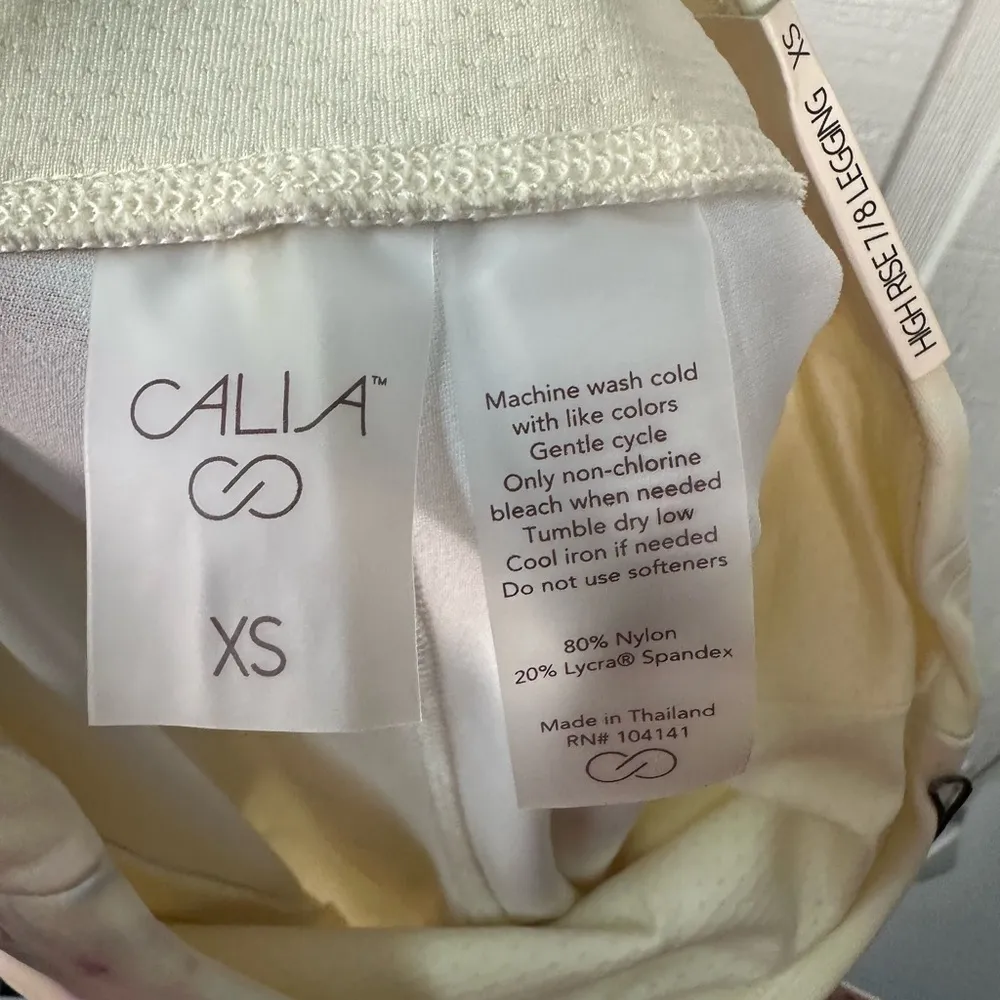 CALIA™
XS
Machine wash cold
with like colors
Gentle cycle
Only non-chlorine
bleach when needed
Tumble dry low
Cool iron if needed
Do not use softeners
80% Nylon
20% Lycra® Spandex
Made in Thailand
RN# 104141
HIGH RISE 7/8 LEGGING XS